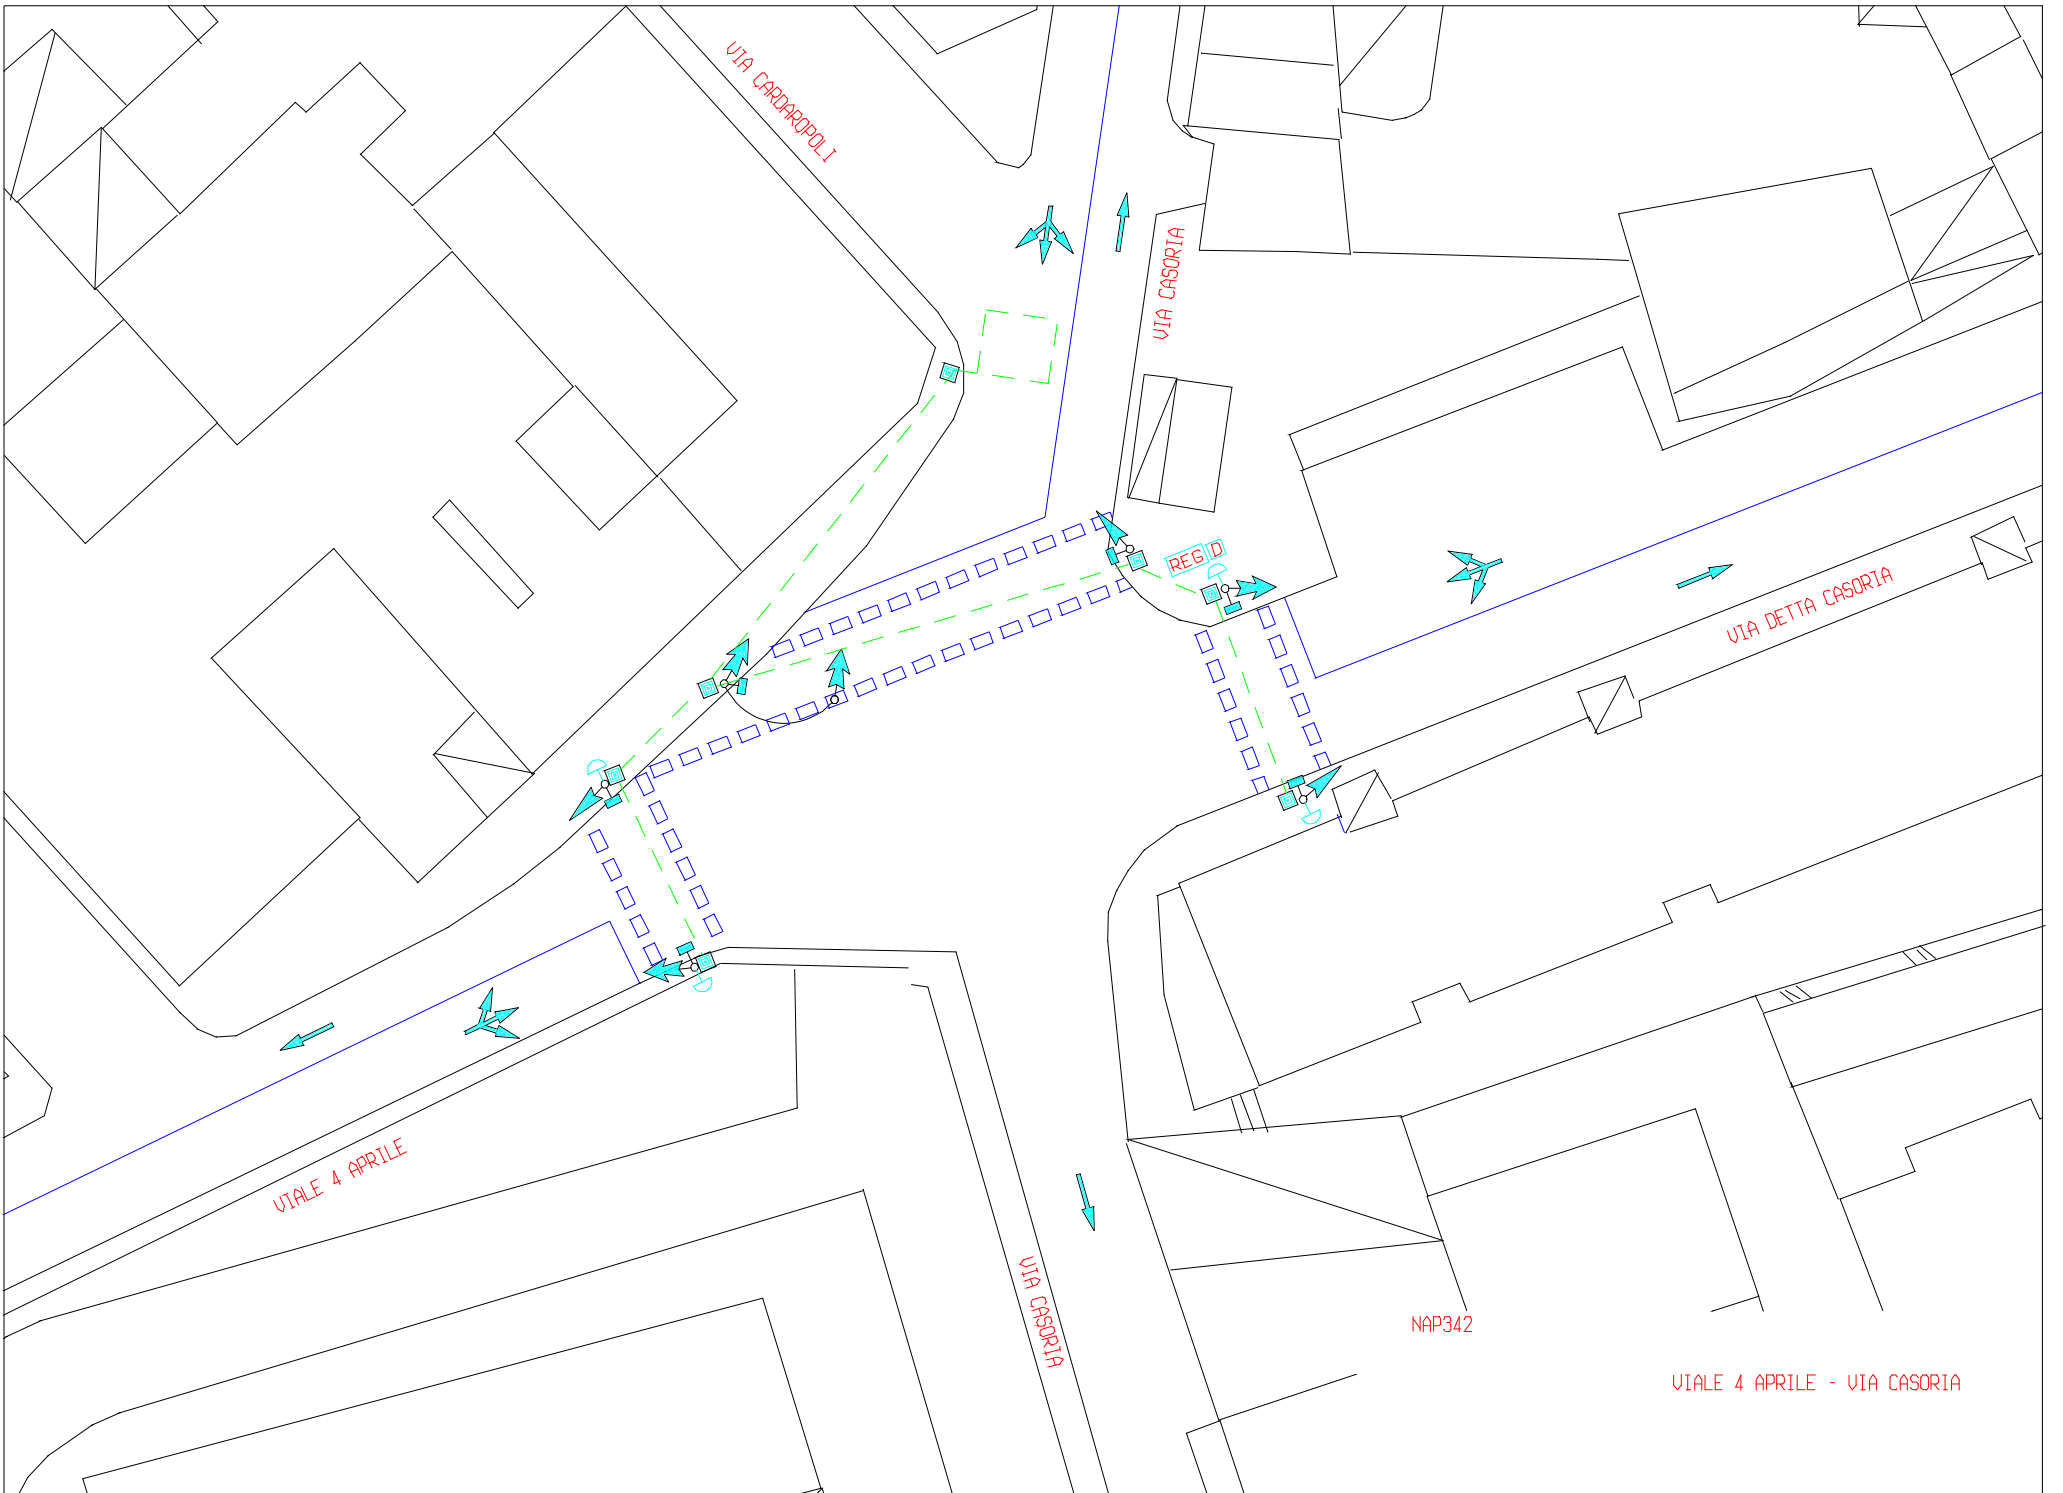 VIA CARDAROPOLI
VIA CASORIA
REG D
VIA DETTA CASORIA
VIALE 4 APRILE
VIA CASORIA
NAP342
VIALE 4 APRILE - VIA CASORIA